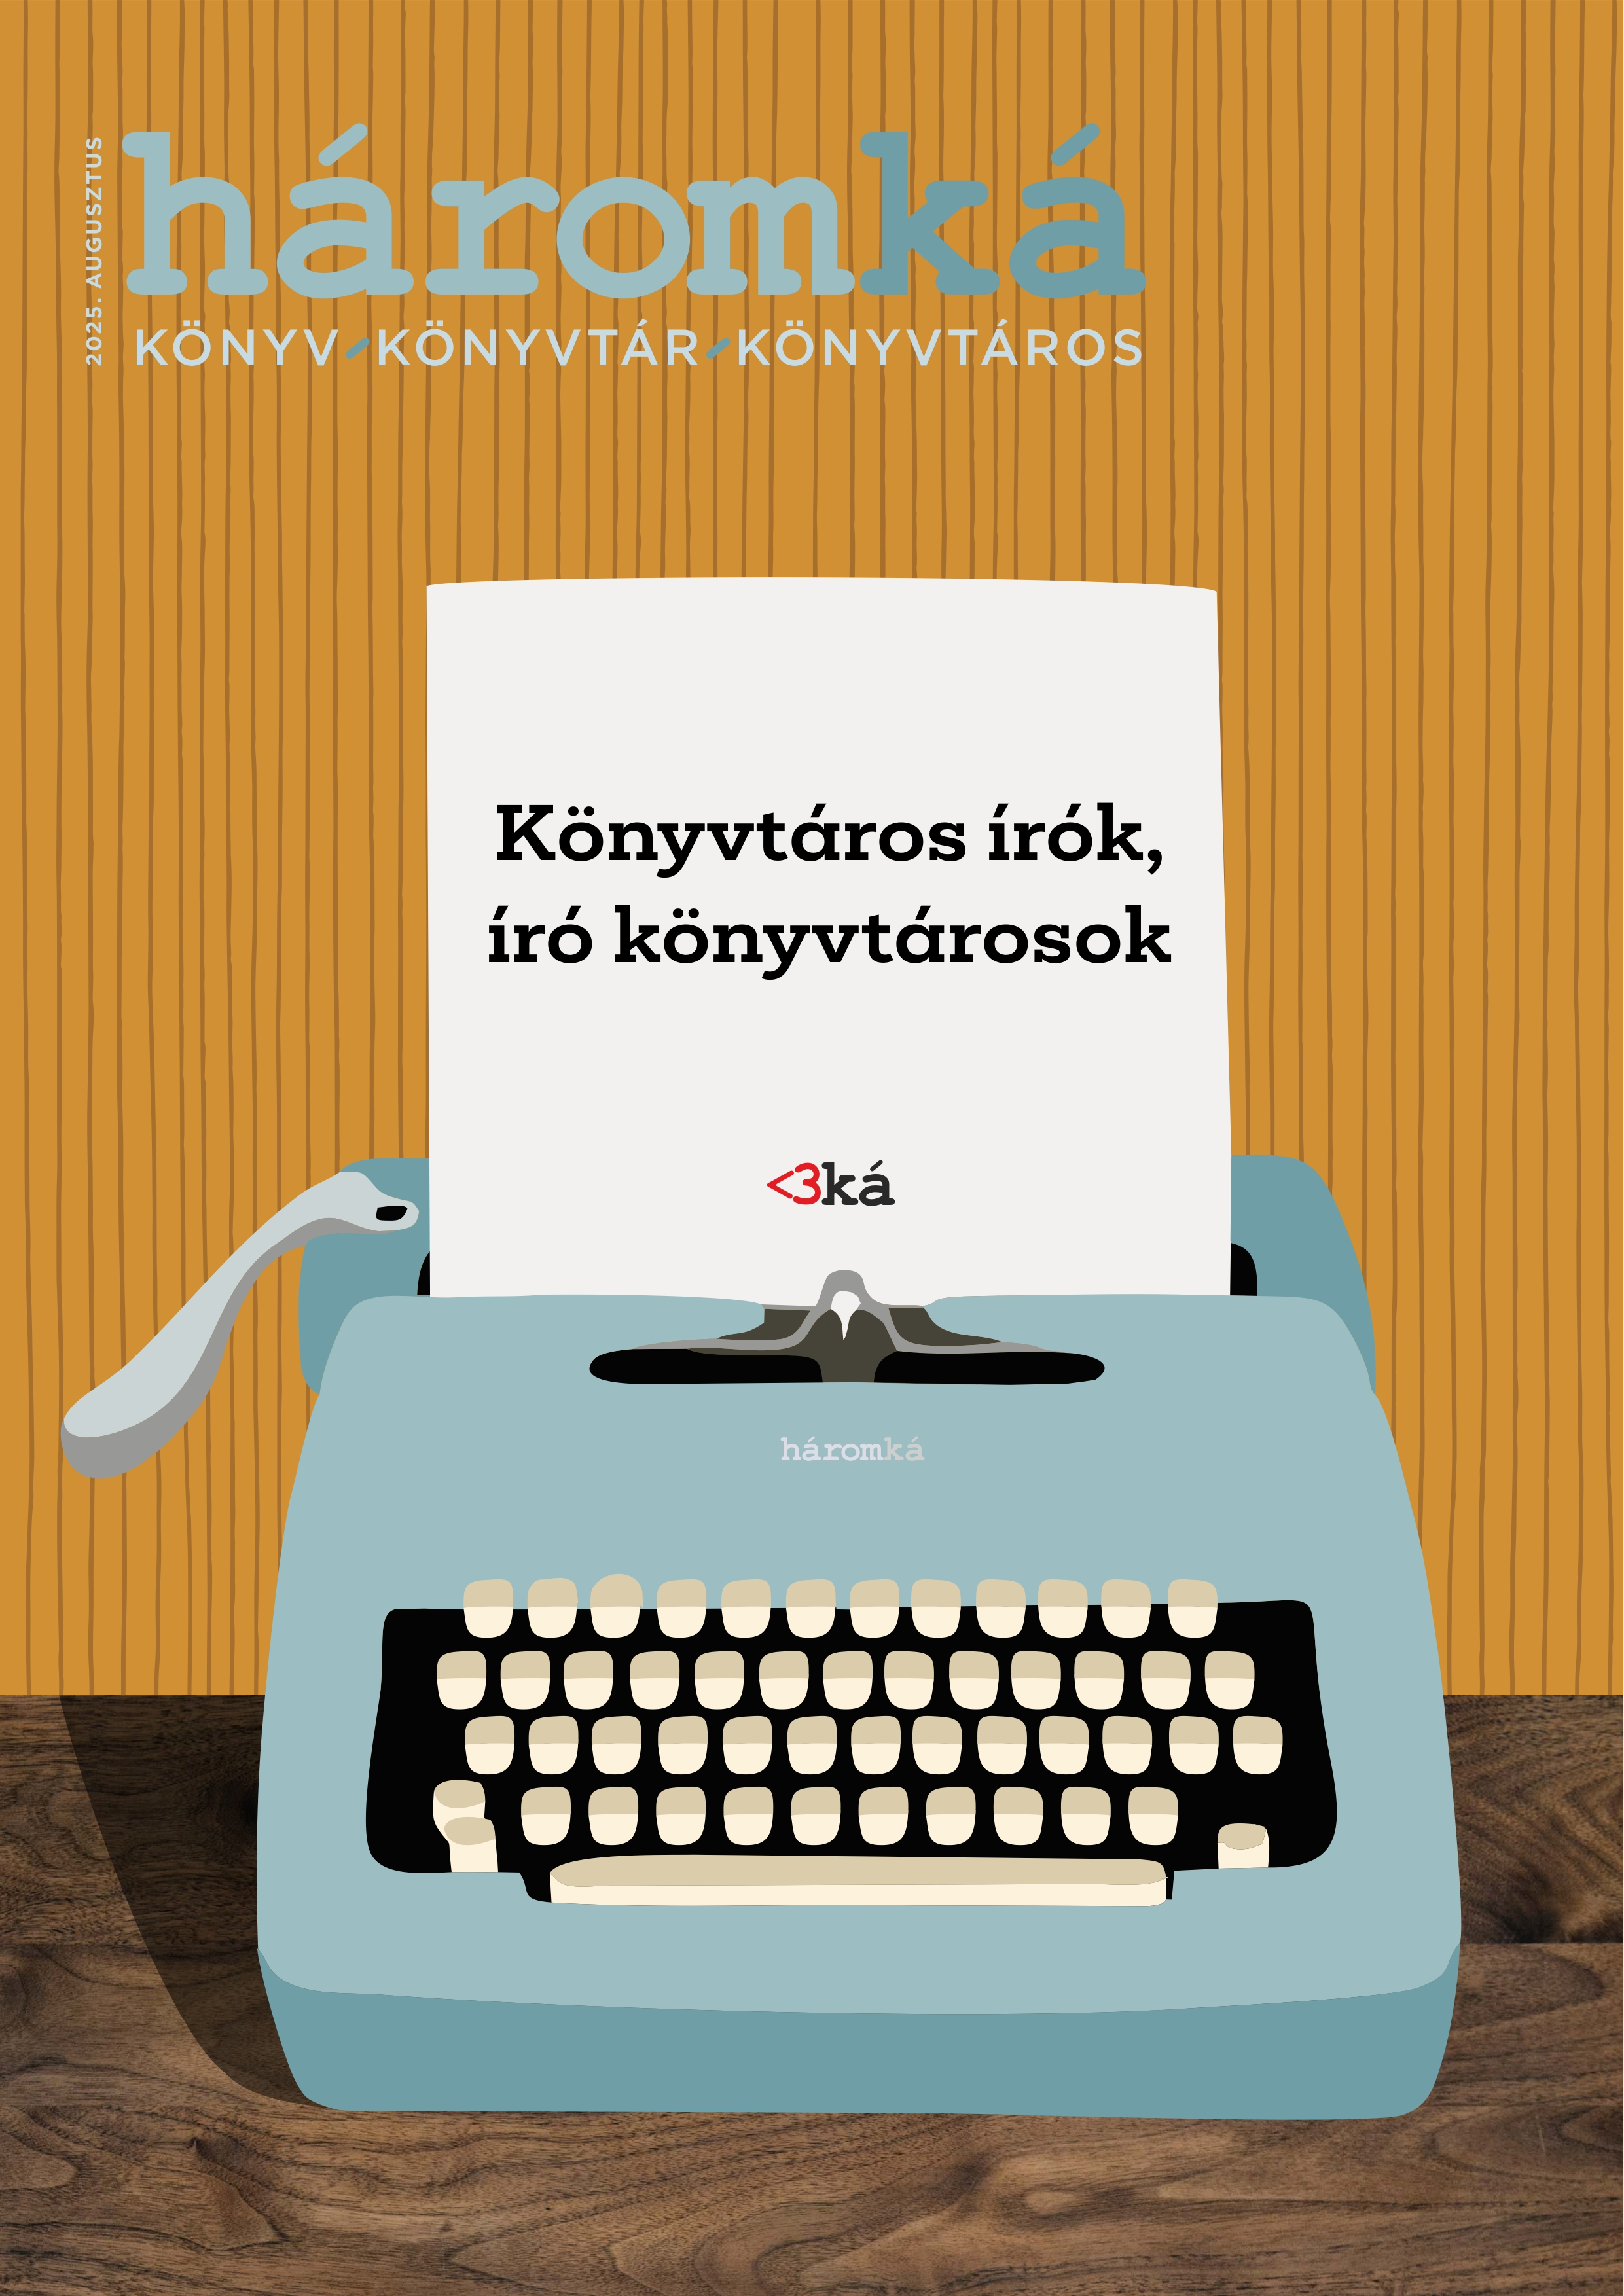 2025. AUGUSZTUS
háromká
KÖNYV KÖNYVTÁR KÖNYVTÁROS
Könyvtáros írók,
író könyvtárosok
<3ká
háromká